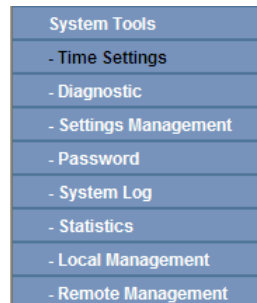 System Tools
- Time Settings
- Diagnostic
- Settings Management
- Password
- System Log
- Statistics
- Local Management
- Remote Management